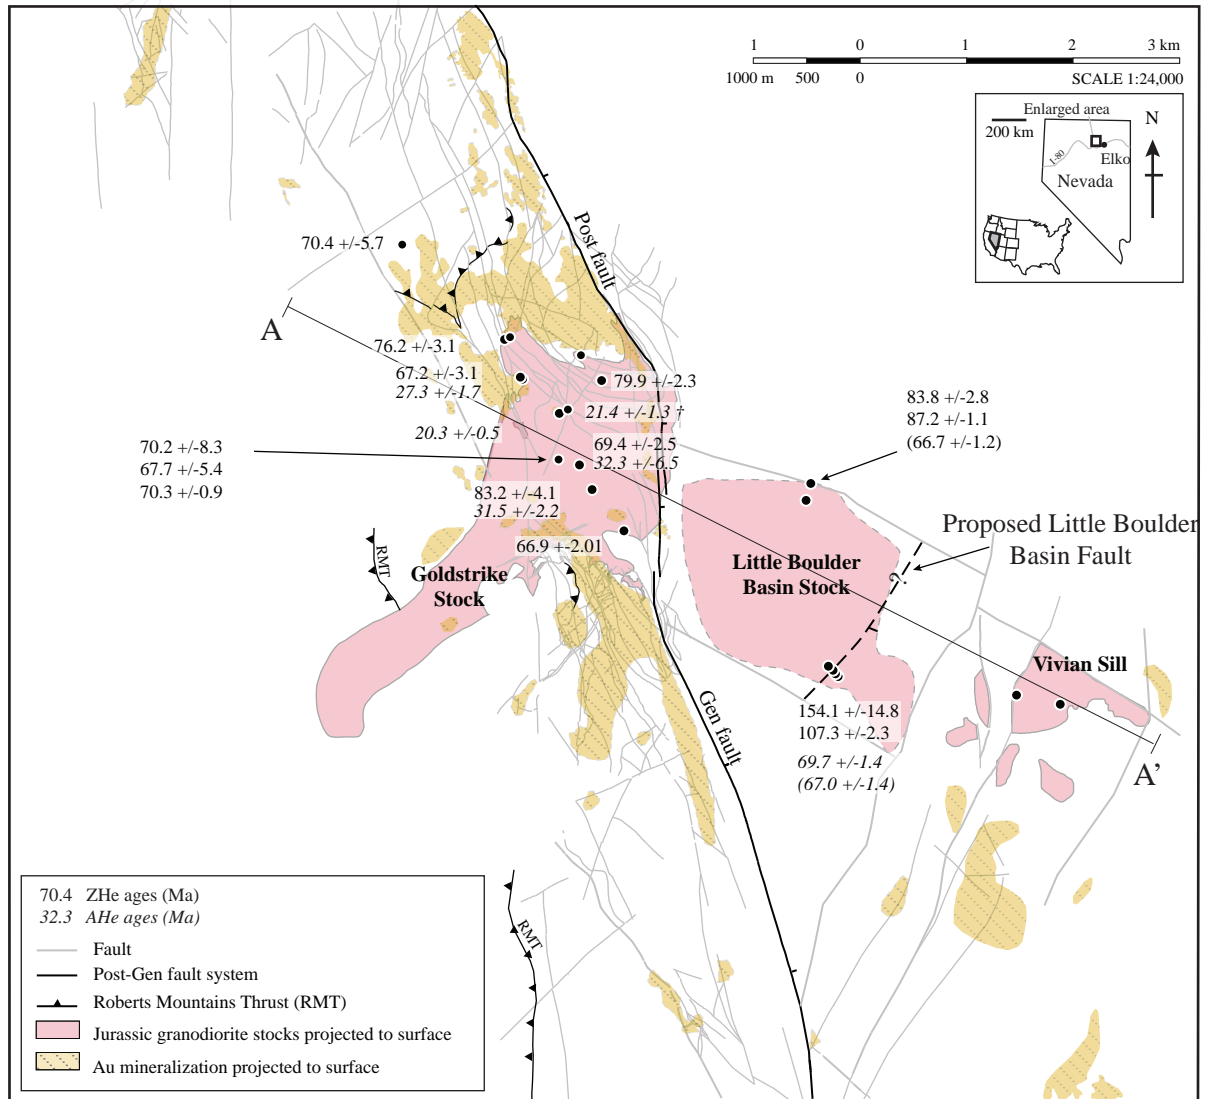 1 0 1 2 3 km
1000 m 500 0 SCALE 1:24,000
Enlarged area
200 km
N
I-80
Elko
Nevada
70.4 +/-5.7
Post fault
A
76.2 +/-3.1
67.2 +/-3.1
27.3 +/-1.7
79.9 +/-2.3
21.4 +/-1.3 †
20.3 +/-0.5
69.4 +/-2.5
32.3 +/-6.5
83.8 +/-2.8
87.2 +/-1.1
(66.7 +/-1.2)
70.2 +/-8.3
67.7 +/-5.4
70.3 +/-0.9
83.2 +/-4.1
31.5 +/-2.2
66.9 +-2.01
Proposed Little Boulder
Basin Fault
?
RMT
Goldstrike
Stock
Little Boulder
Basin Stock
Vivian Sill
Gen fault
154.1 +/-14.8
107.3 +/-2.3
69.7 +/-1.4
(67.0 +/-1.4)
A'
RMT
70.4 ZHe ages (Ma)
32.3 AHe ages (Ma)
Fault
Post-Gen fault system
Roberts Mountains Thrust (RMT)
Jurassic granodiorite stocks projected to surface
Au mineralization projected to surface